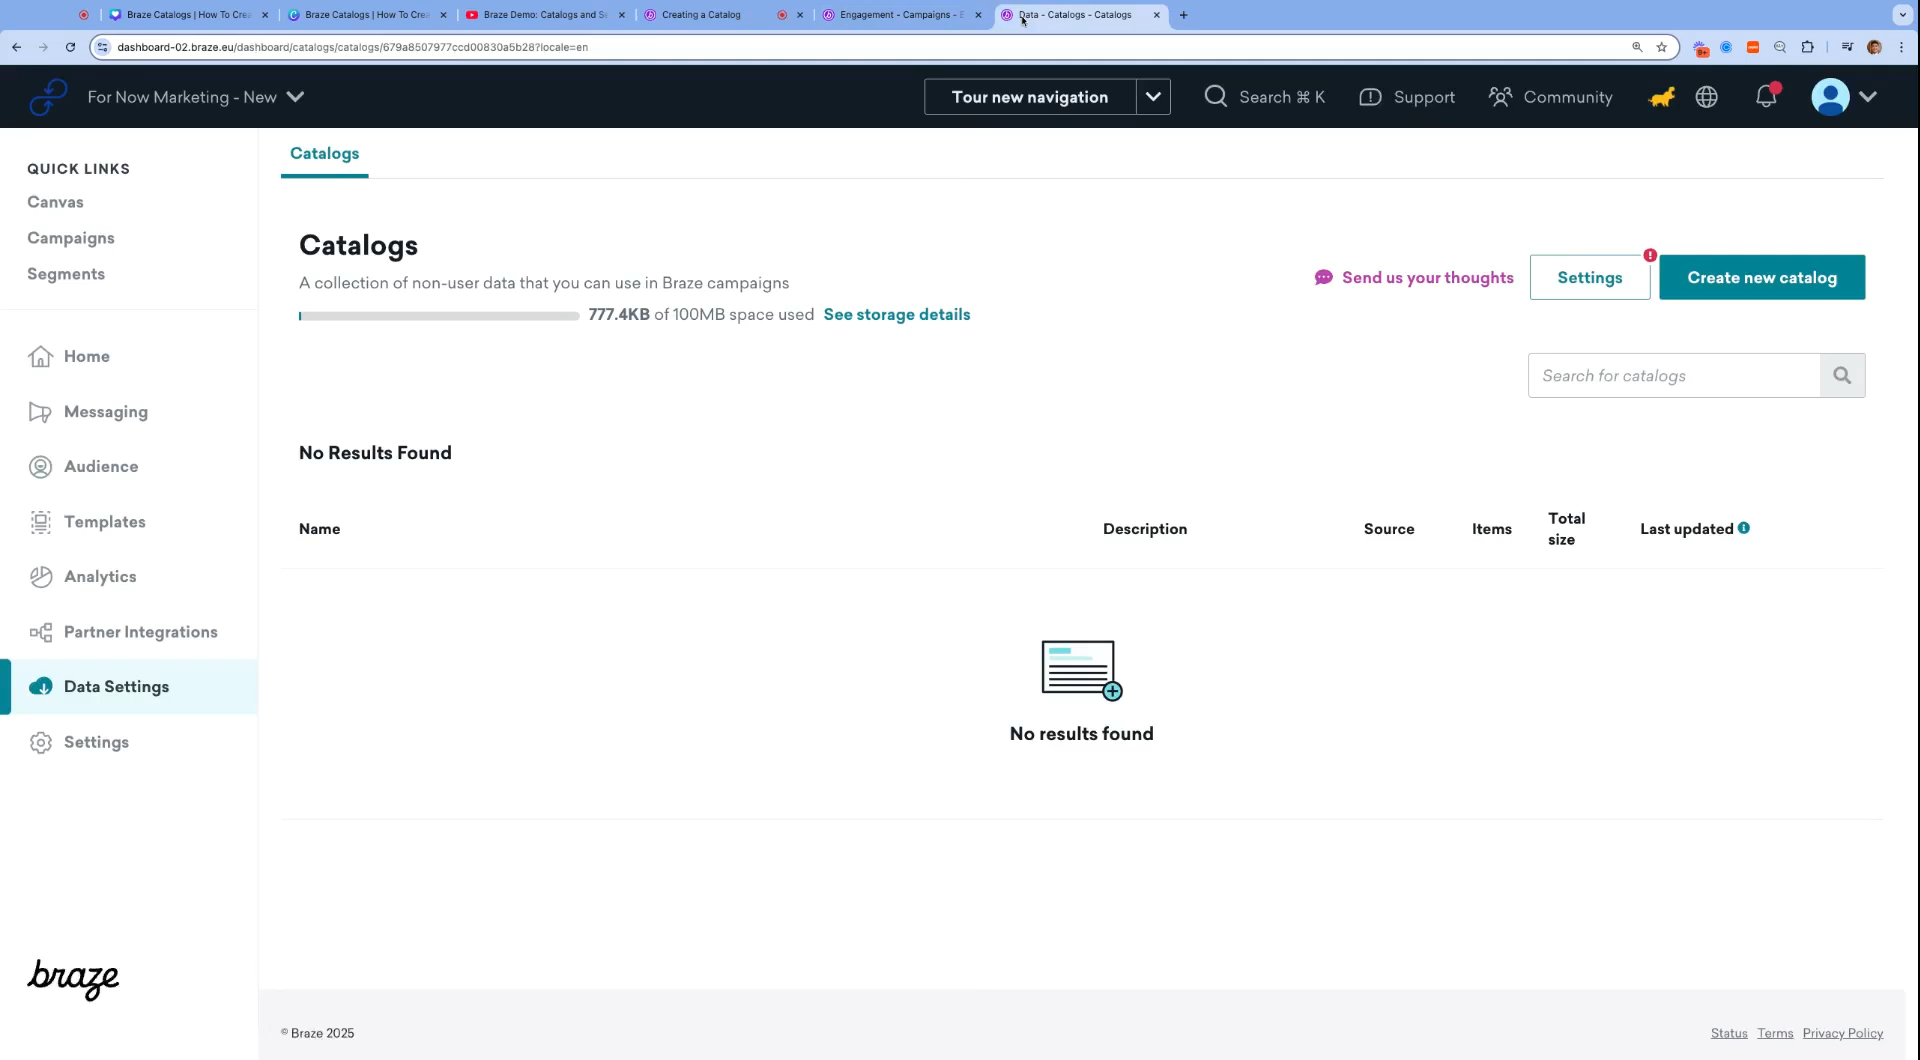 Braze Catalogs | How To Crea
Braze Catalogs | How To Crea
Braze Demo: Catalogs and Se
Creating a Catalog
Engagement - Campaigns - E
Data - Catalogs - Catalogs
dashboard-02.braze.eu/dashboard/catalogs/catalogs/679a8507977ccd00830a5b28?locale=en
9+
For Now Marketing - New
Tour new navigation
Search ⌘ K
Support
Community
QUICK LINKS
Canvas
Campaigns
Segments
Home
Messaging
Audience
Templates
Analytics
Partner Integrations
Data Settings
Settings
braze
Catalogs
Catalogs
A collection of non-user data that you can use in Braze campaigns
777.4KB of 100MB space used See storage details
Send us your thoughts
Settings
Create new catalog
Search for catalogs
No Results Found
Name Description Source Items Total size Last updated
No results found
© Braze 2025
Status Terms Privacy Policy